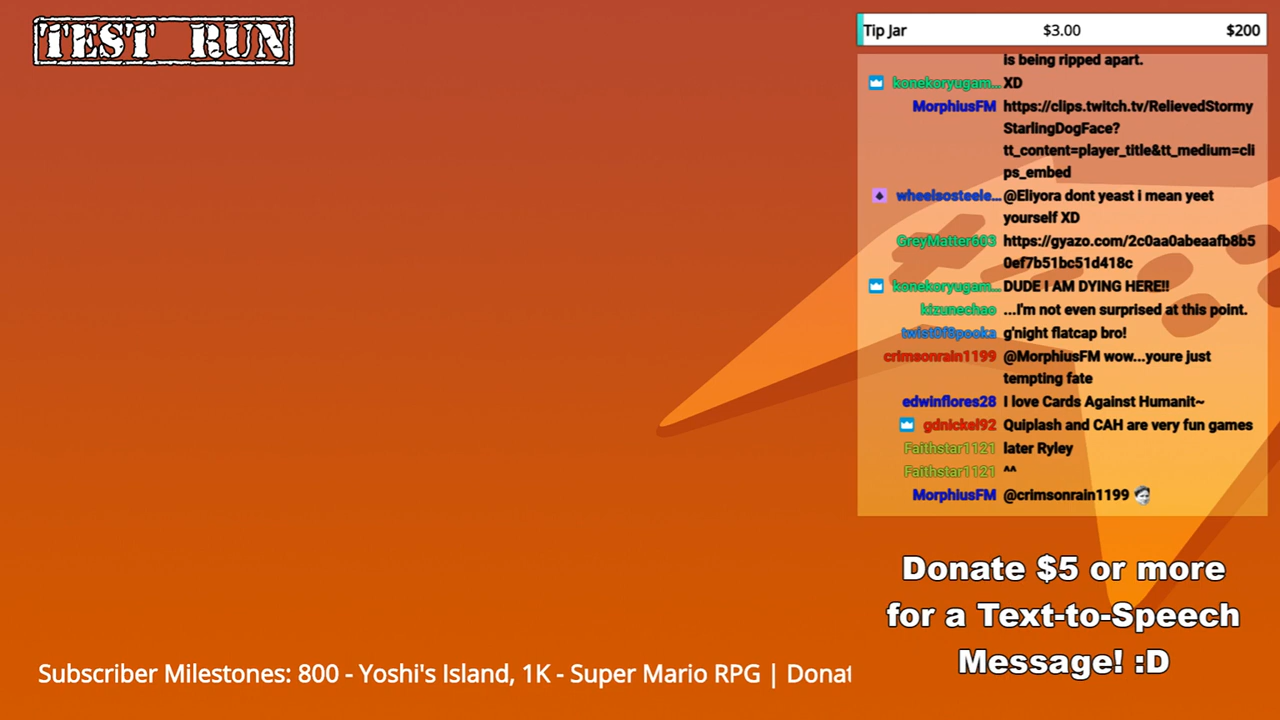 TEST RUN
Tip Jar $3.00 $200
is being ripped apart.
konekoryugam... XD
MorphiusFM https://clips.twitch.tv/RelievedStormy
StarlingDogFace?
tt_content=player_title&tt_medium=cli
ps_embed
wheelsosteele... @Eliyora dont yeast i mean yeet
yourself XD
GreyMatter603 https://gyazo.com/2c0aa0abeaafb8b5
0ef7b51bc51d418c
konekoryugam... DUDE I AM DYING HERE!!
kizunechao ...I'm not even surprised at this point.
twist0f8pooka g'night flatcap bro!
crimsonrain1199 @MorphiusFM wow...youre just
tempting fate
edwinflores28 I love Cards Against Humanit~
gdnickel92 Quiplash and CAH are very fun games
Faithstar1121 later Ryley
Faithstar1121 ^^
MorphiusFM @crimsonrain1199
Donate $5 or more
for a Text-to-Speech
Message! :D
Subscriber Milestones: 800 - Yoshi's Island, 1K - Super Mario RPG | Donat